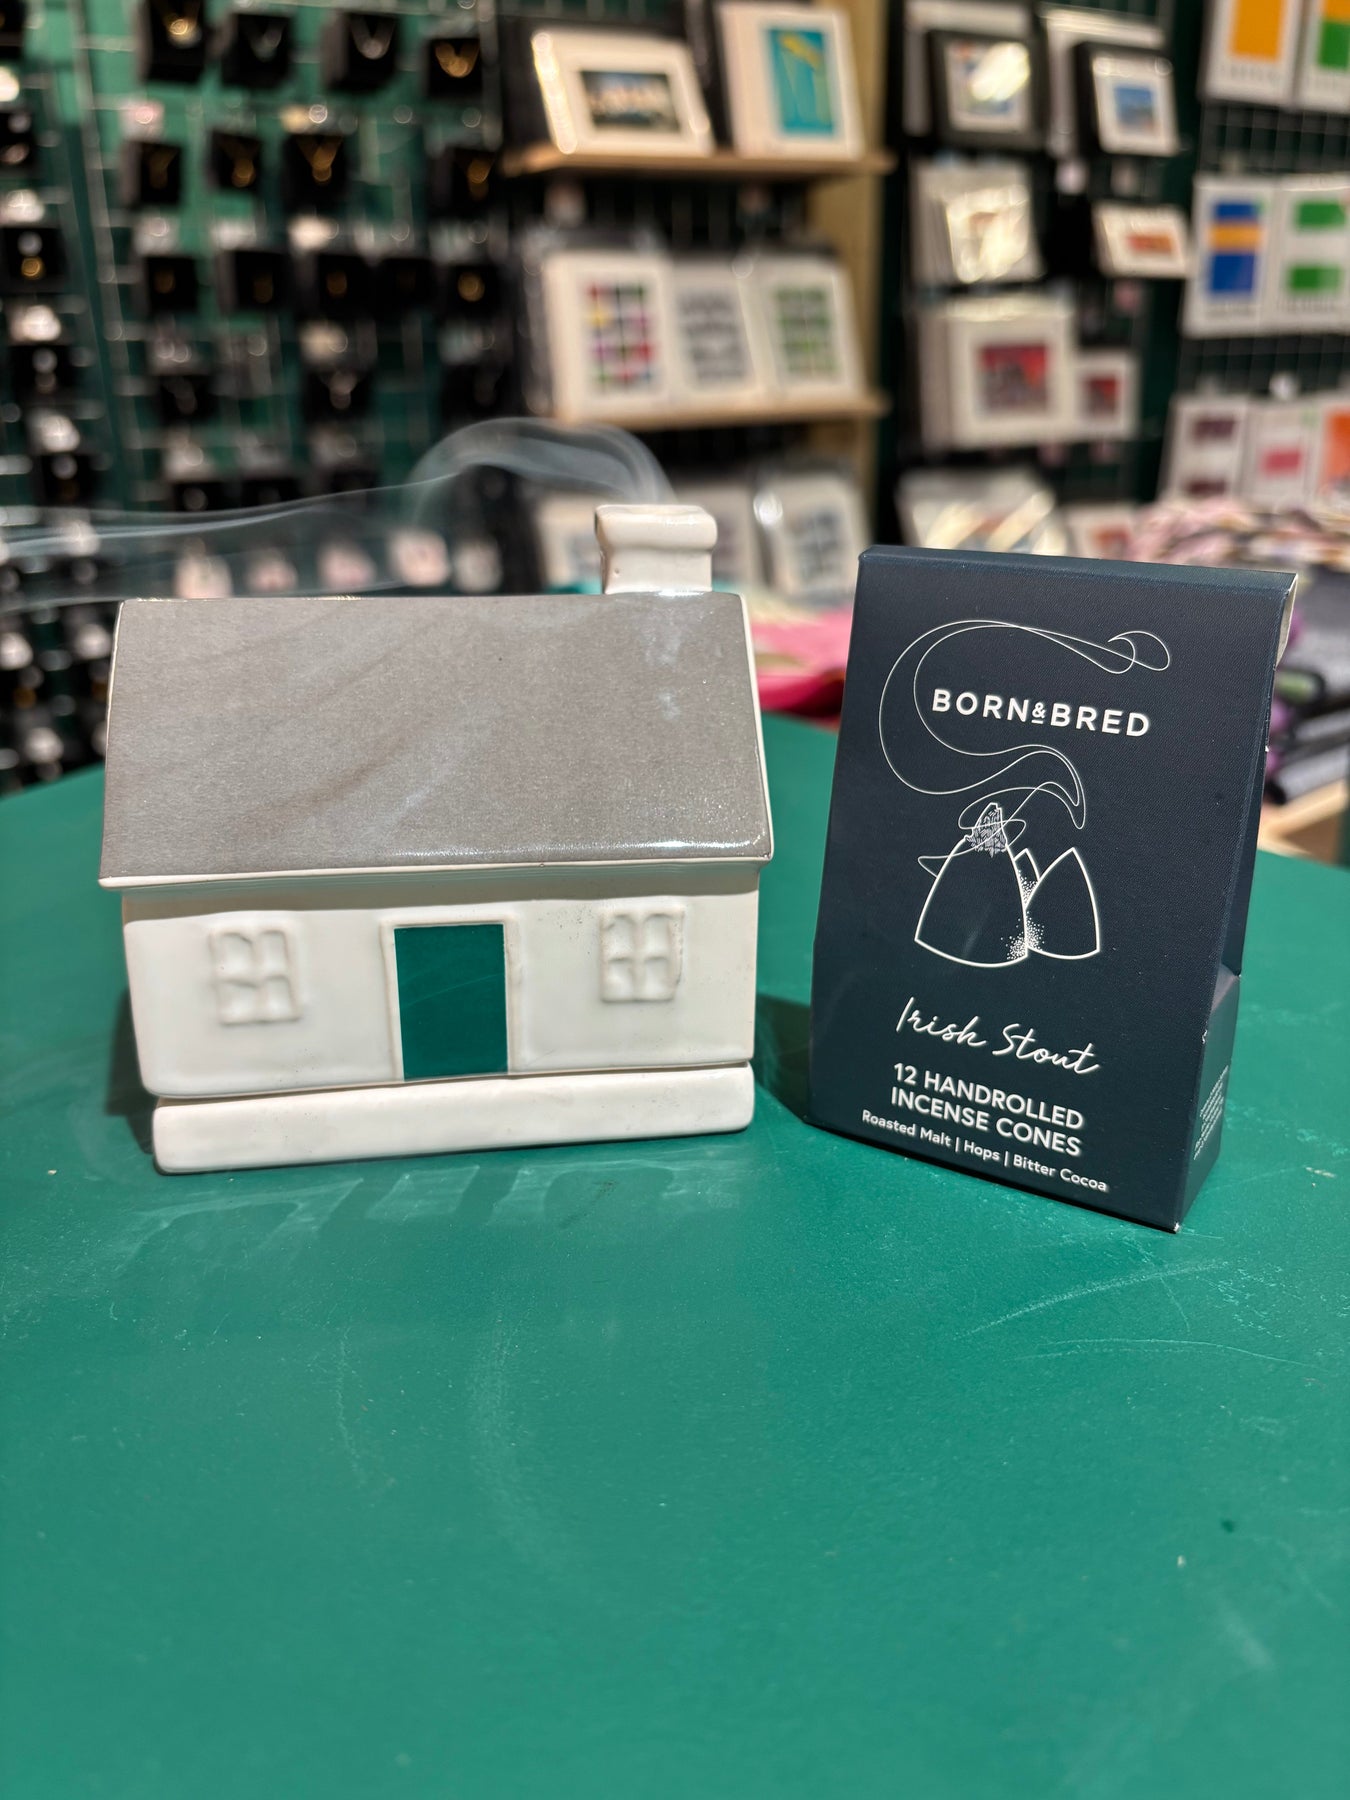 BORN&BRED
Irish Stout
12 HANDROLLED
INCENSE CONES
Roasted Malt | Hops | Bitter Cocoa